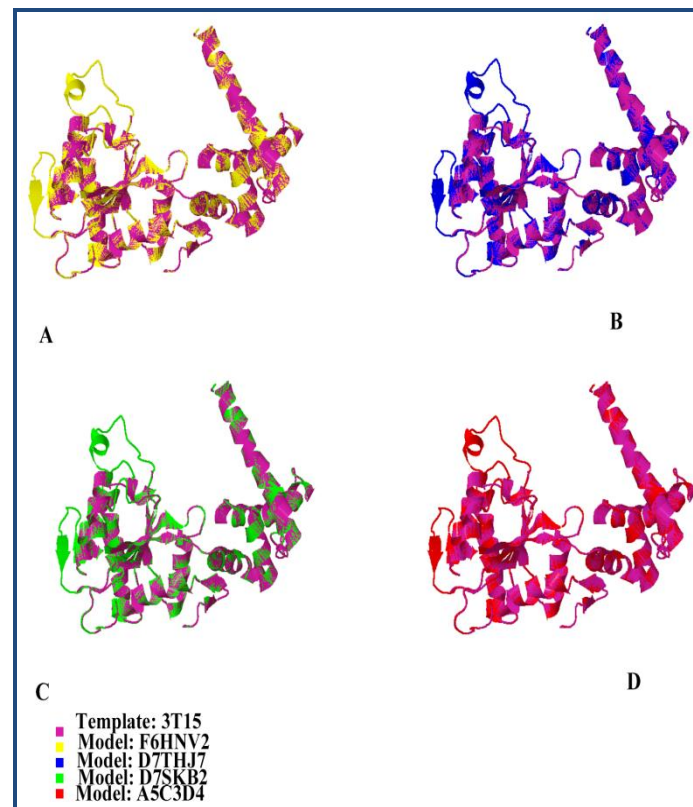 A
B
C
D
Template: 3T15
Model: F6HNV2
Model: D7THJ7
Model: D7SKB2
Model: A5C3D4